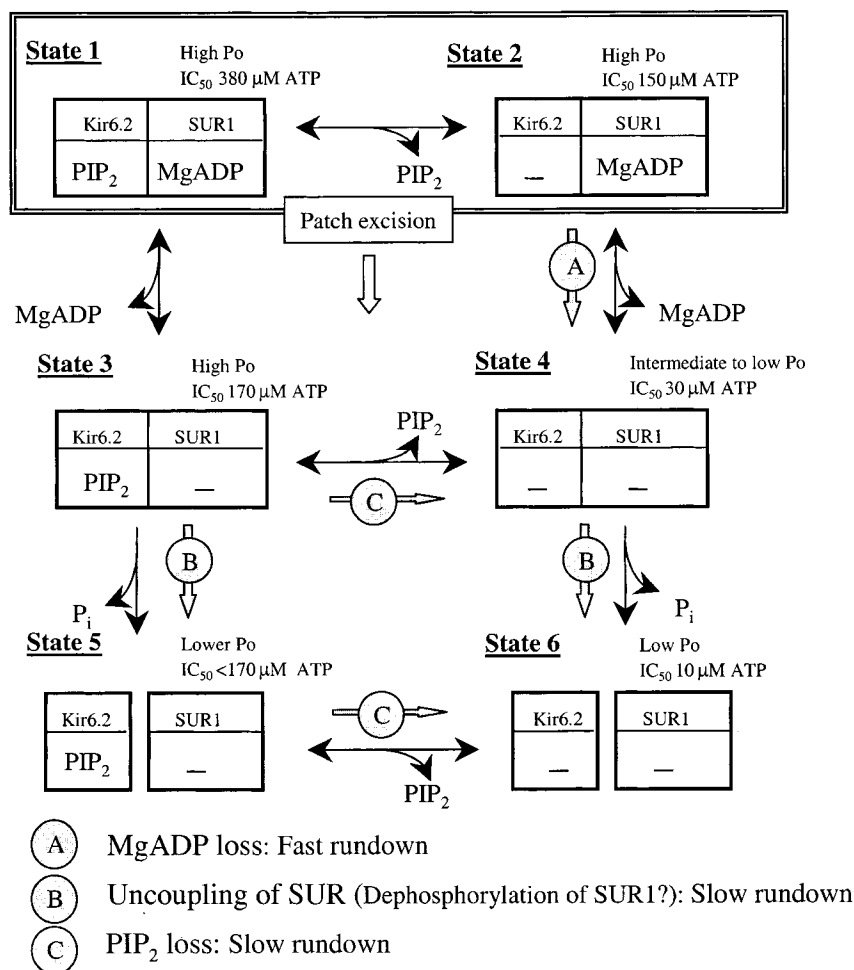 State 1
High Po
IC50 380 μM ATP
Kir6.2 SUR1
PIP2 MgADP
PIP2
State 2
High Po
IC50 150 μM ATP
Kir6.2 SUR1
– MgADP
Patch excision
MgADP
A
MgADP
State 3
High Po
IC50 170 μM ATP
Kir6.2 SUR1
PIP2 –
PIP2
C
State 4
Intermediate to low Po
IC50 30 μM ATP
Kir6.2 SUR1
– –
Pi
B
B
Pi
State 5
Lower Po
IC50 <170 μM ATP
Kir6.2 SUR1
PIP2 –
C
PIP2
State 6
Low Po
IC50 10 μM ATP
Kir6.2 SUR1
– –
A MgADP loss: Fast rundown
B Uncoupling of SUR (Dephosphorylation of SUR1?): Slow rundown
C PIP2 loss: Slow rundown